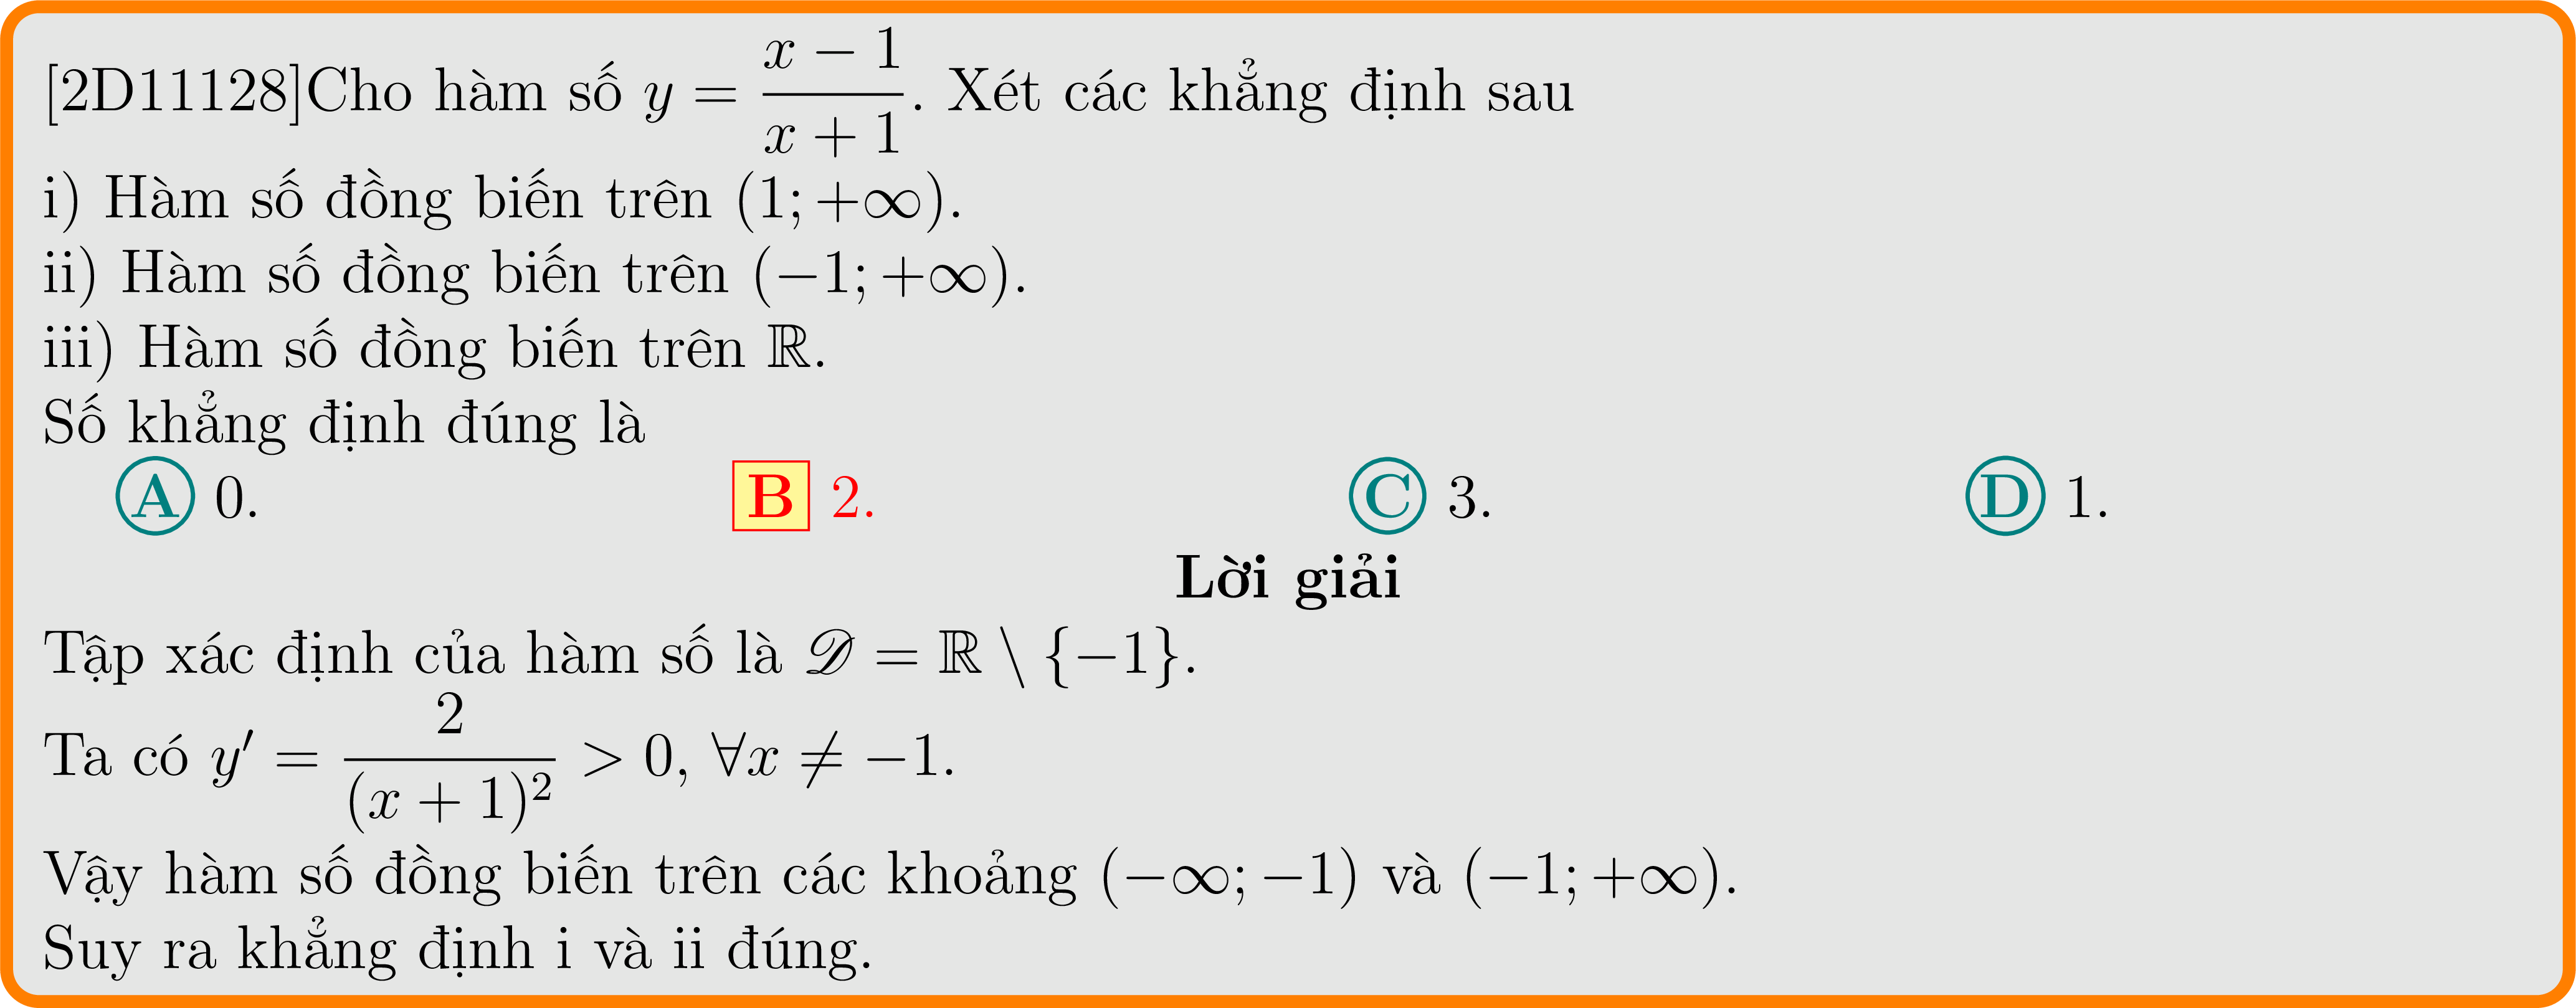 [2D11128]Cho hàm số $y = \dfrac{x-1}{x+1}$. Xét các khẳng định sau
i) Hàm số đồng biến trên $(1; +\infty)$.
ii) Hàm số đồng biến trên $(-1; +\infty)$.
iii) Hàm số đồng biến trên $\mathbb{R}$.
Số khẳng định đúng là
A 0. B 2. C 3. D 1.
Lời giải
Tập xác định của hàm số là $\mathscr{D} = \mathbb{R} \setminus \{-1\}$.
Ta có $y' = \dfrac{2}{(x+1)^2} > 0, \forall x \neq -1$.
Vậy hàm số đồng biến trên các khoảng $(-\infty; -1)$ và $(-1; +\infty)$.
Suy ra khẳng định i và ii đúng.